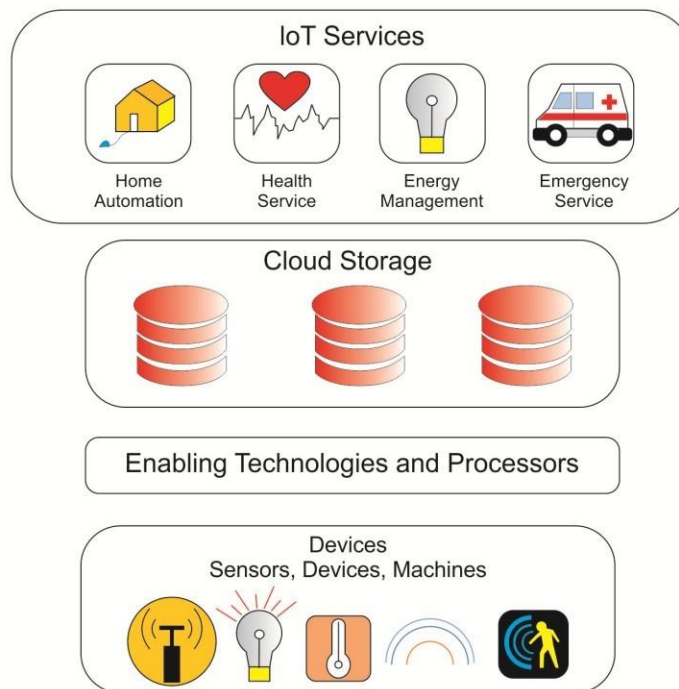 IoT Services
Home
Automation
Health
Service
Energy
Management
Emergency
Service
Cloud Storage
Enabling Technologies and Processors
Devices
Sensors, Devices, Machines